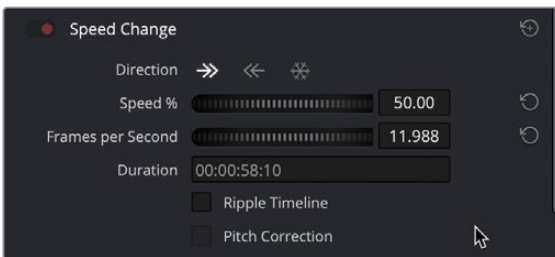 Speed Change
Direction
Speed % 50.00
Frames per Second 11.988
Duration 00:00:58:10
Ripple Timeline
Pitch Correction